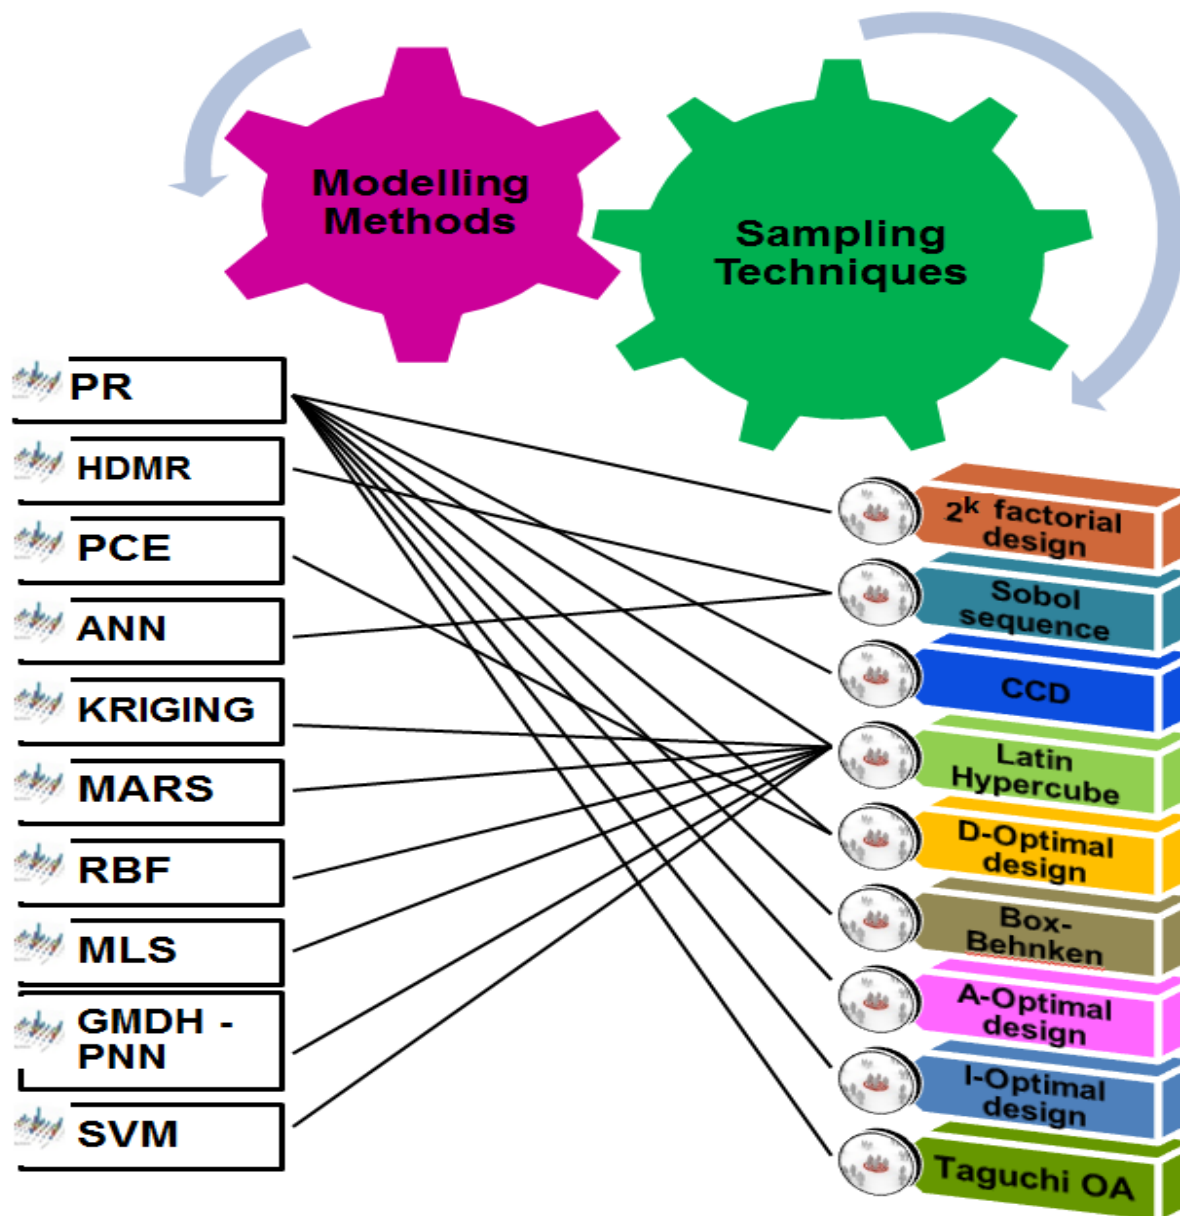 Modelling
Methods
Sampling
Techniques
PR
HDMR
PCE
ANN
KRIGING
MARS
RBF
MLS
GMDH -
PNN
SVM
2ᵏ factorial
design
Sobol
sequence
CCD
Latin
Hypercube
D-Optimal
design
Box-
Behnken
A-Optimal
design
I-Optimal
design
Taguchi OA